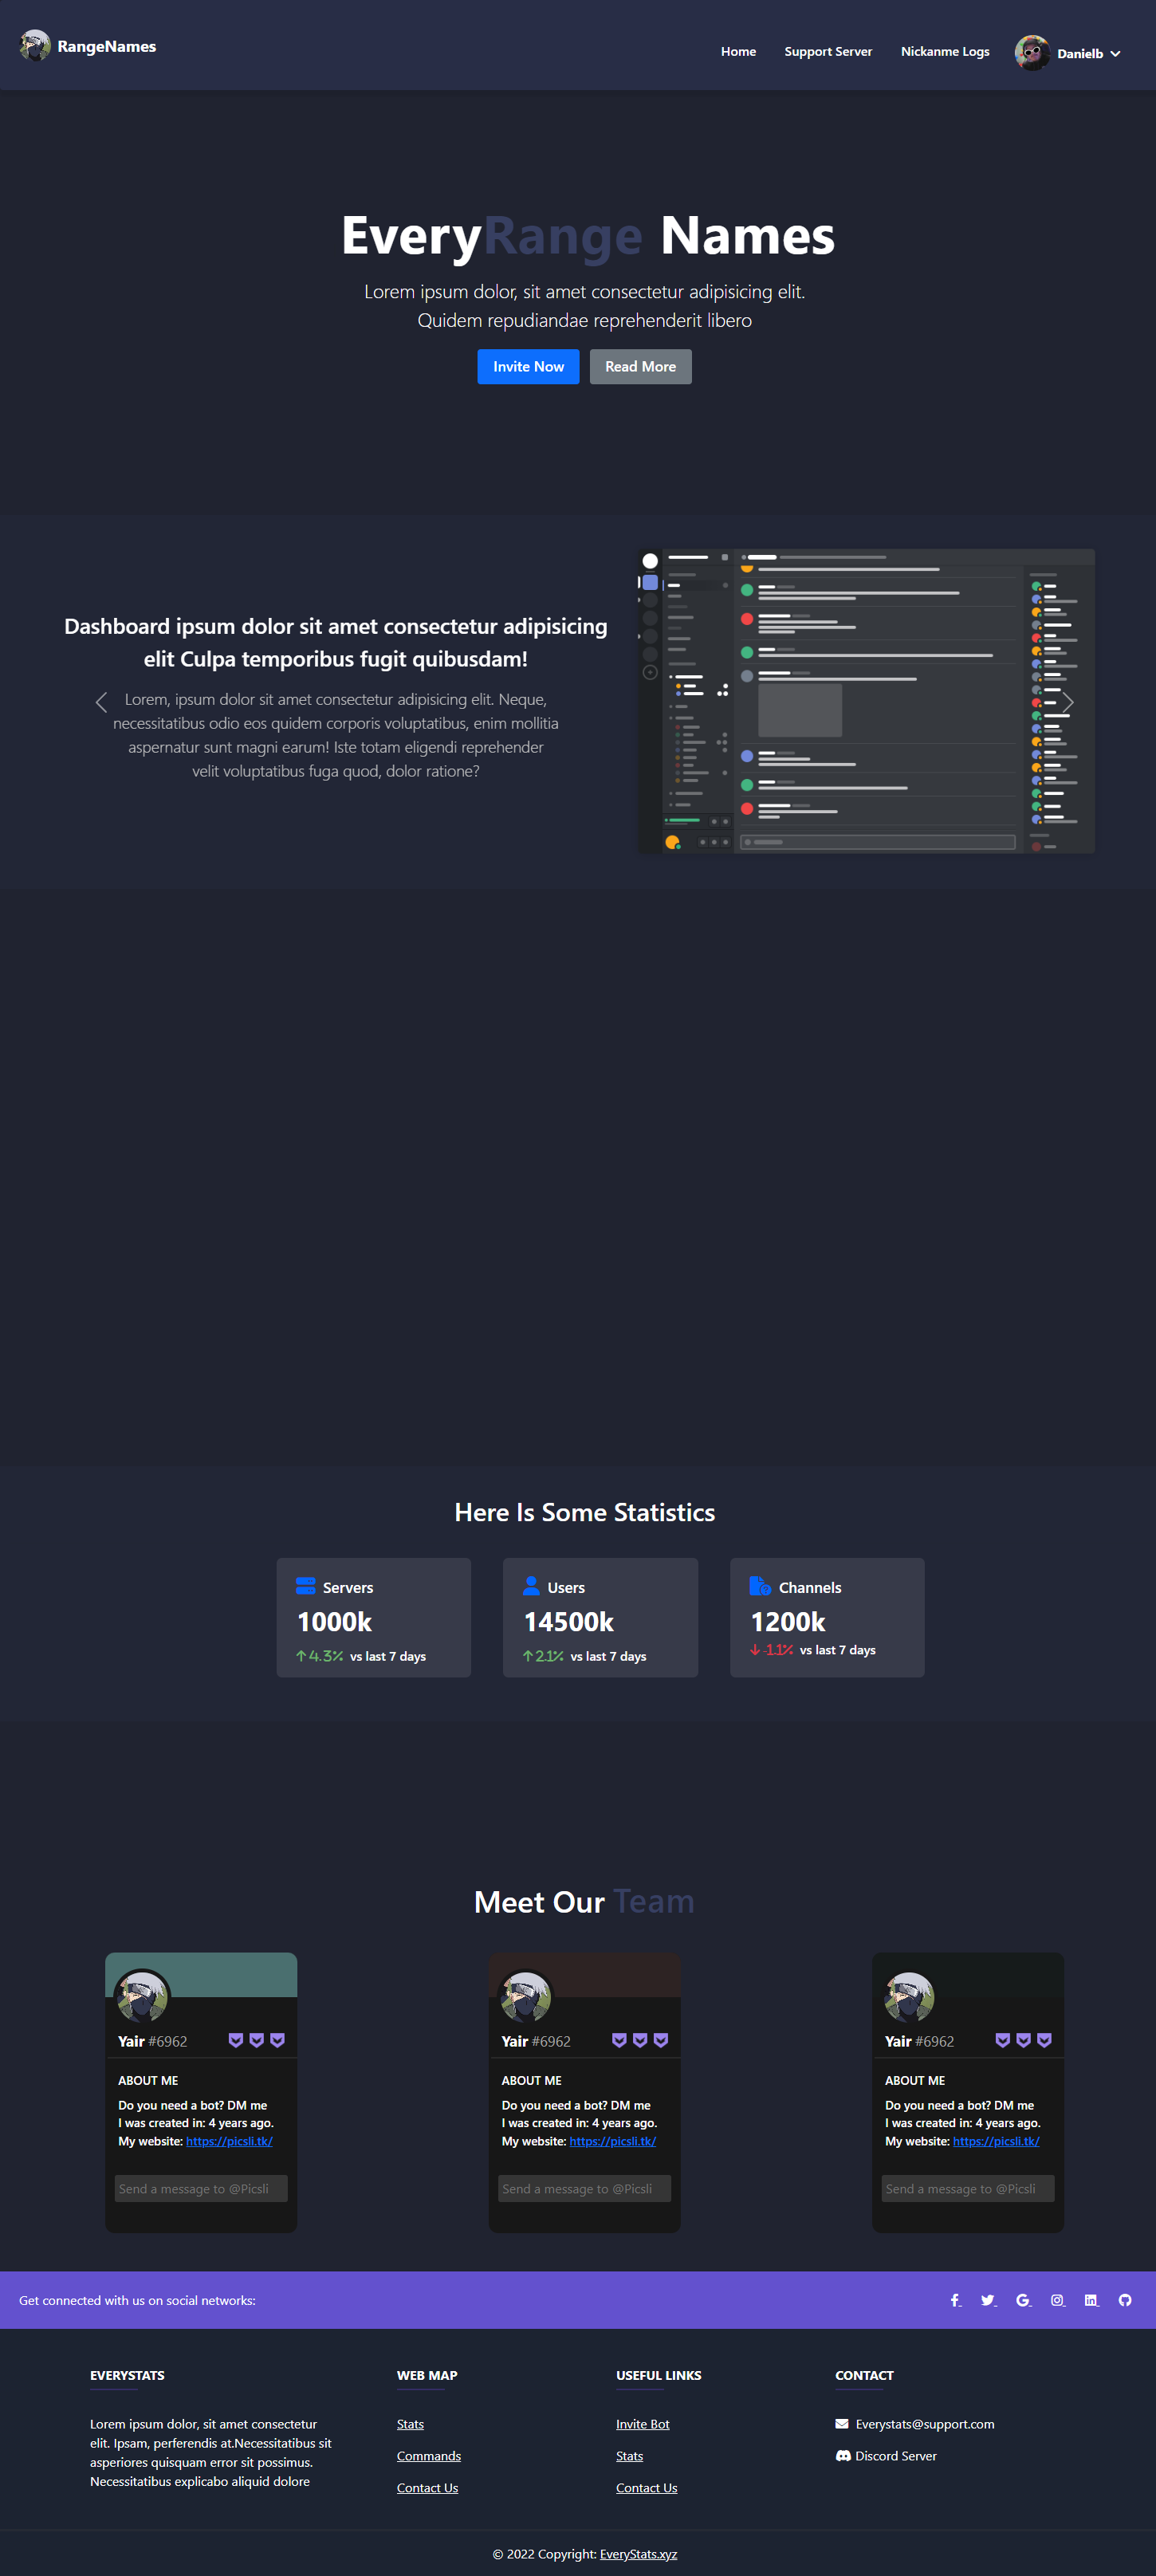 RangeNames
Home
Support Server
Nickanme Logs
Danielb
EveryRange Names
Lorem ipsum dolor, sit amet consectetur adipisicing elit.
Quidem repudiandae reprehenderit libero
Invite Now
Read More
Dashboard ipsum dolor sit amet consectetur adipisicing
elit Culpa temporibus fugit quibusdam!
Lorem, ipsum dolor sit amet consectetur adipisicing elit. Neque,
necessitatibus odio eos quidem corporis voluptatibus, enim mollitia
aspernatur sunt magni earum! Iste totam eligendi reprehender
velit voluptatibus fuga quod, dolor ratione?
Here Is Some Statistics
Servers
1000k
4.3% vs last 7 days
Users
14500k
2.1% vs last 7 days
Channels
1200k
-1.1% vs last 7 days
Meet Our Team
Yair #6962
ABOUT ME
Do you need a bot? DM me
I was created in: 4 years ago.
My website: https://picsli.tk/
Send a message to @Picsli
Yair #6962
ABOUT ME
Do you need a bot? DM me
I was created in: 4 years ago.
My website: https://picsli.tk/
Send a message to @Picsli
Yair #6962
ABOUT ME
Do you need a bot? DM me
I was created in: 4 years ago.
My website: https://picsli.tk/
Send a message to @Picsli
Get connected with us on social networks:
EVERYSTATS
Lorem ipsum dolor, sit amet consectetur
elit. Ipsam, perferendis at.Necessitatibus sit
asperiores quisquam error sit possimus.
Necessitatibus explicabo aliquid dolore
WEB MAP
Stats
Commands
Contact Us
USEFUL LINKS
Invite Bot
Stats
Contact Us
CONTACT
Everystats@support.com
Discord Server
© 2022 Copyright: EveryStats.xyz